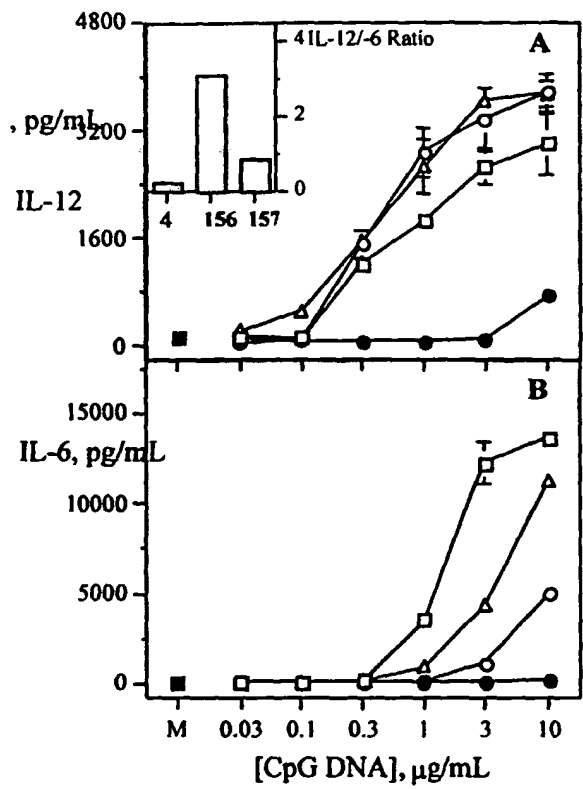 4800
A
4
IL-12/-6 Ratio
, pg/mL
3200
2
0
IL-12
4 156 157
1600
0
B
15000
IL-6, pg/mL
10000
5000
0
M 0.03 0.1 0.3 1 3 10
[CpG DNA], µg/mL